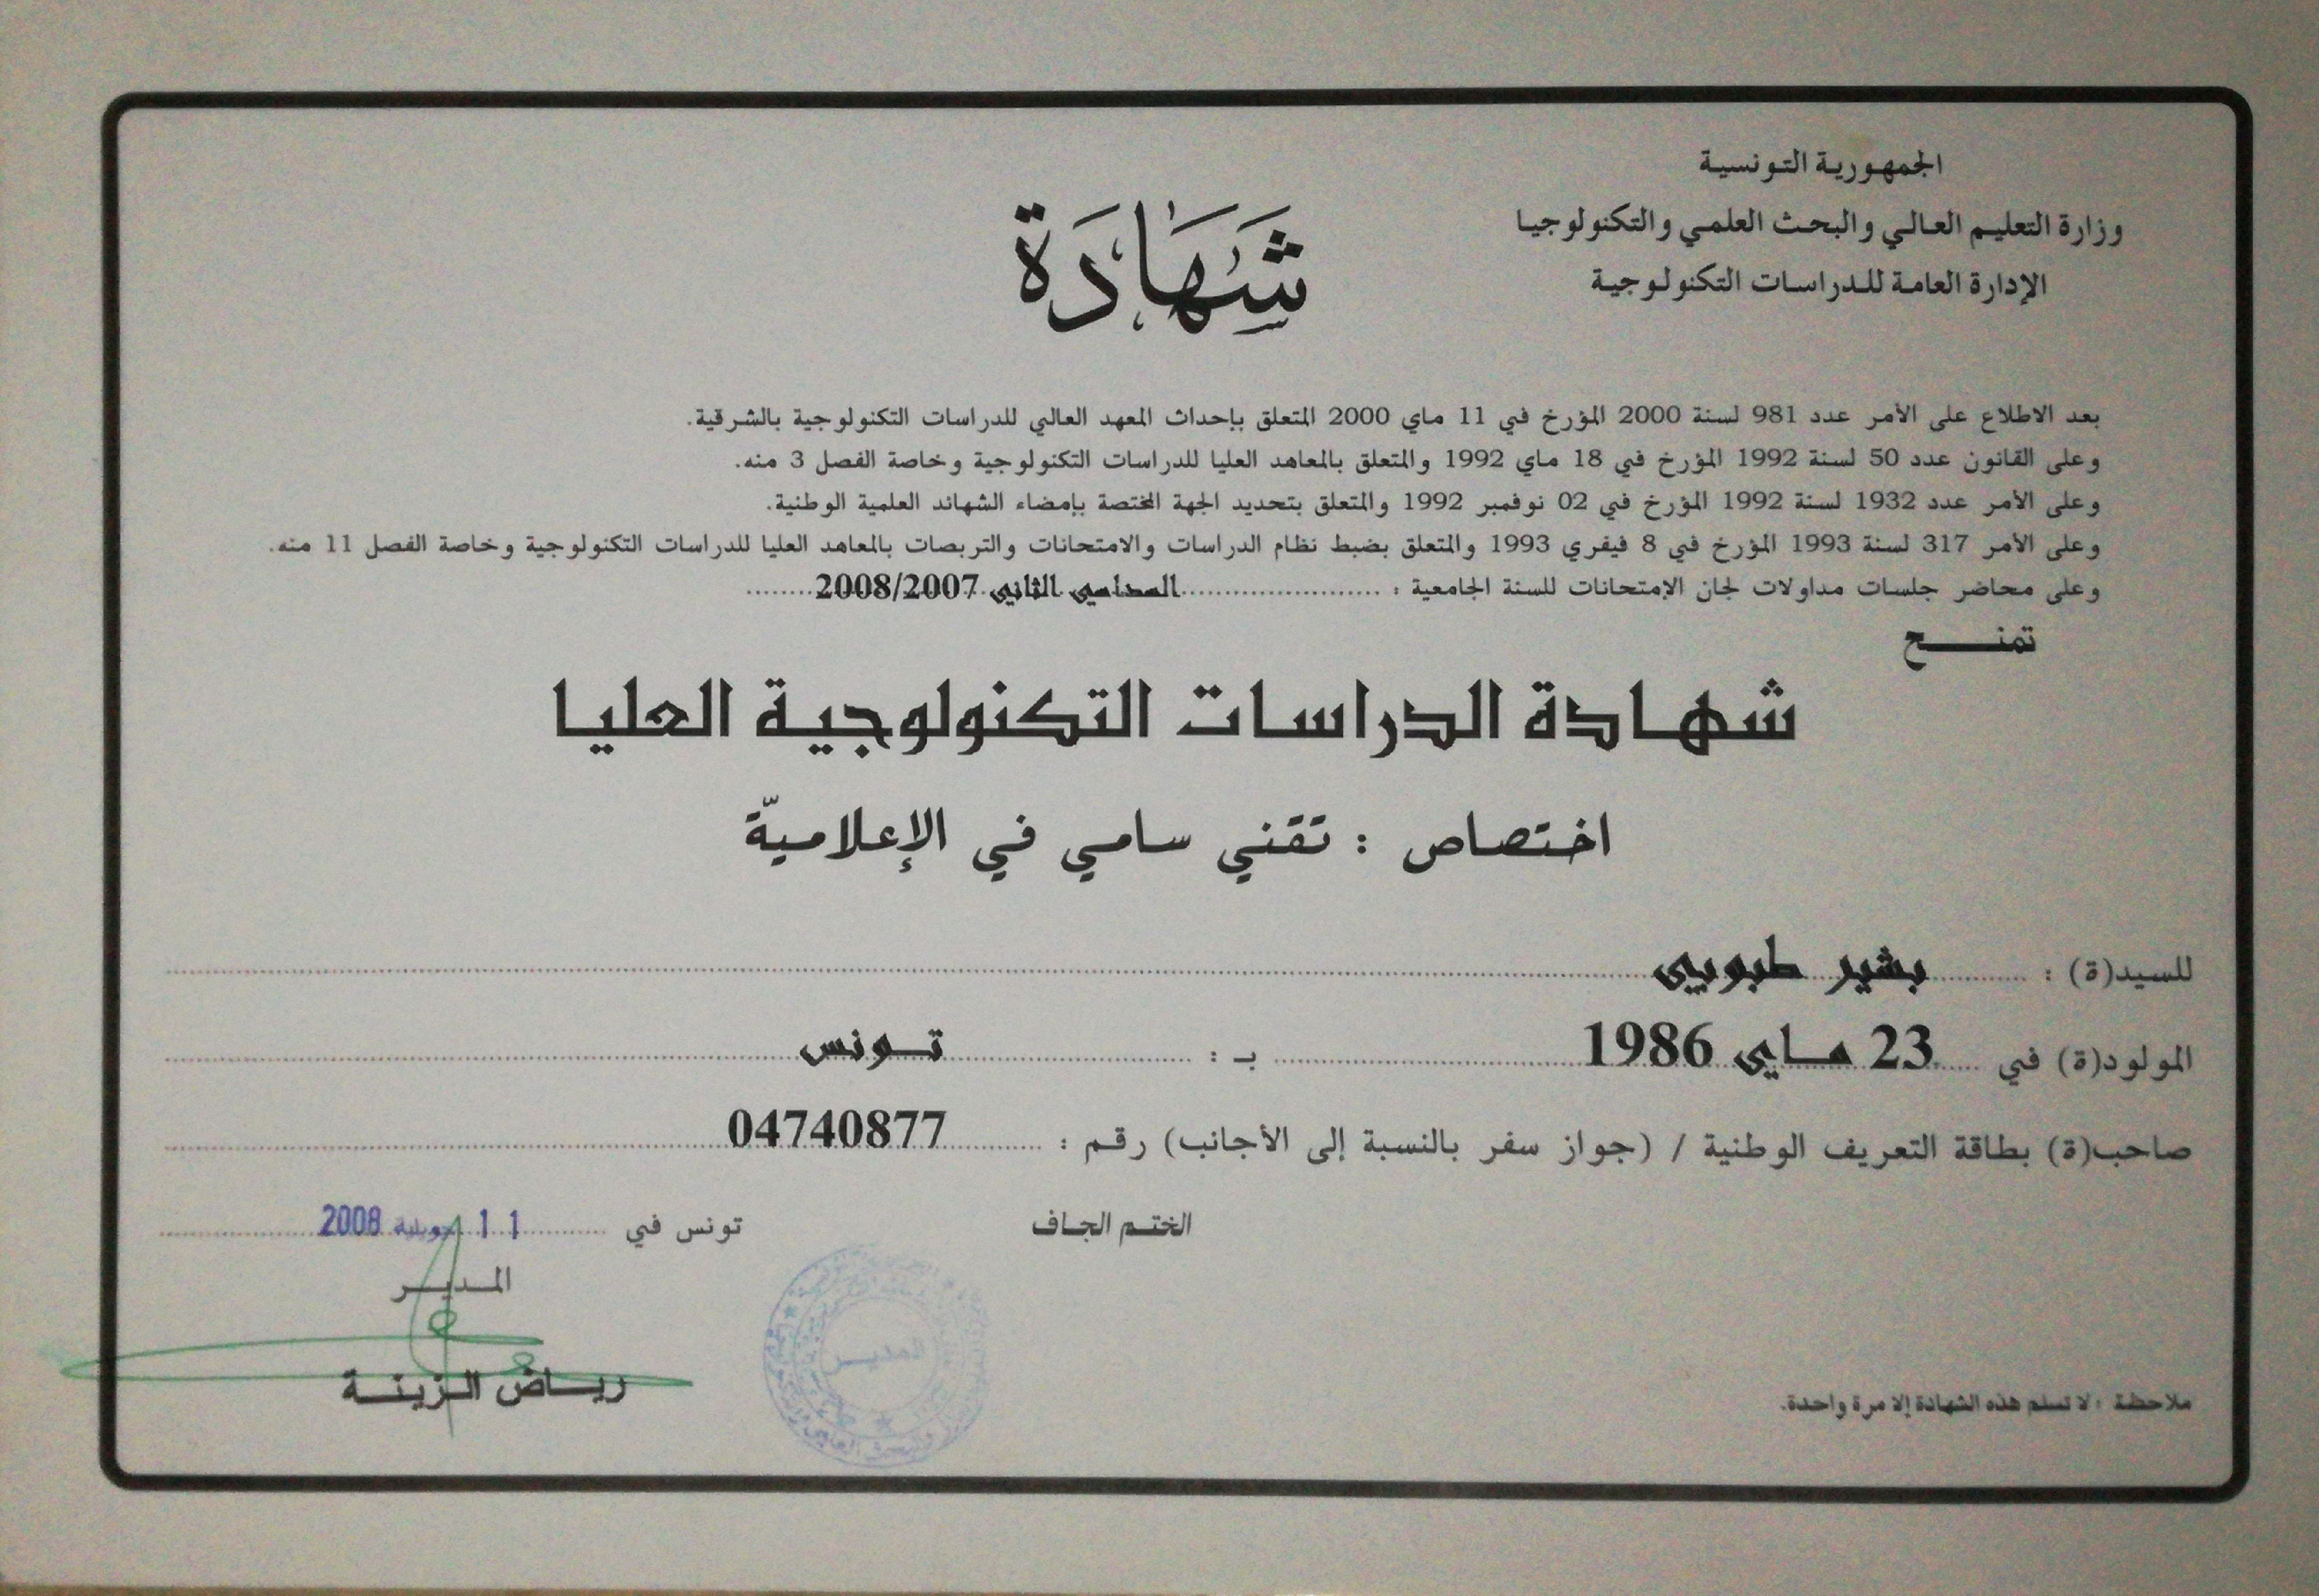 الجمهورية التونسية
وزارة التعليم العالي والبحث العلمي والتكنولوجيا
الإدارة العامة للدراسات التكنولوجية
شهادة
بعد الاطلاع على الأمر عدد 981 لسنة 2000 المؤرخ في 11 ماي 2000 المتعلق بإحداث المعهد العالي للدراسات التكنولوجية بالشرقية.
وعلى القانون عدد 50 لسنة 1992 المؤرخ في 18 ماي 1992 والمتعلق بالمعاهد العليا للدراسات التكنولوجية وخاصة الفصل 3 منه.
وعلى الأمر عدد 1932 لسنة 1992 المؤرخ في 02 نوفمبر 1992 والمتعلق بتحديد الجهة المختصة بإمضاء الشهائد العلمية الوطنية.
وعلى الأمر 317 لسنة 1993 المؤرخ في 8 فيفري 1993 والمتعلق بضبط نظام الدراسات والامتحانات والتربصات بالمعاهد العليا للدراسات التكنولوجية وخاصة الفصل 11 منه.
وعلى محاضر جلسات مداولات لجان الإمتحانات للسنة الجامعية : السداسي الثاني 2008/2007
تمنح
شهادة الدراسات التكنولوجية العليا
اختصاص : تقني سامي في الإعلاميّة
للسيد(ة) : بشير طبوبي
المولود(ة) في 23 ماي 1986 بـ : تونس
صاحب(ة) بطاقة التعريف الوطنية / (جواز سفر بالنسبة إلى الأجانب) رقم : 04740877
الختم الجاف
تونس في 11 جويلية 2008
المدير
رياض الزينة
المدير
ملاحظة : لا تسلم هذه الشهادة إلا مرة واحدة.